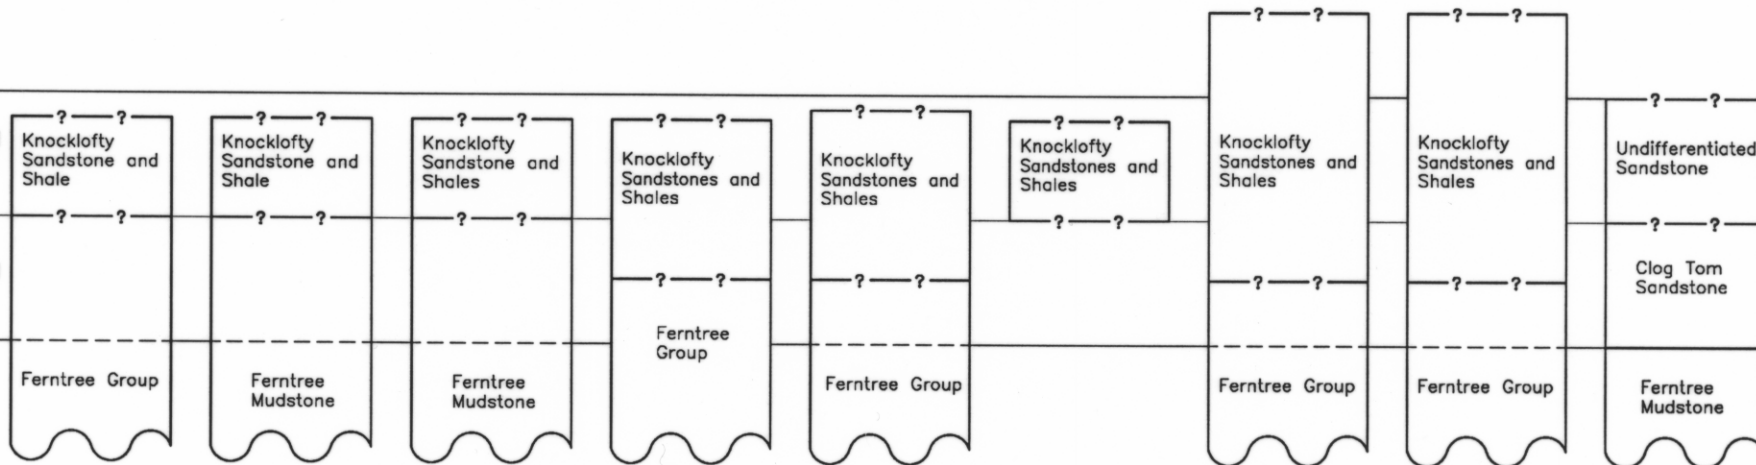 ? ?
Knocklofty
Sandstone and
Shale
? ?
Ferntree Group
? ?
Knocklofty
Sandstone and
Shale
? ?
Ferntree
Mudstone
? ?
Knocklofty
Sandstone and
Shales
? ?
Ferntree
Mudstone
? ?
Knocklofty
Sandstones and
Shales
? ?
Ferntree
Group
? ?
Knocklofty
Sandstones and
Shales
? ?
Ferntree Group
? ?
Knocklofty
Sandstones and
Shales
? ?
? ?
Knocklofty
Sandstones and
Shales
? ?
Ferntree Group
? ?
Knocklofty
Sandstones and
Shales
? ?
Ferntree Group
? ?
Undifferentiated
Sandstone
? ?
Clog Tom
Sandstone
Ferntree
Mudstone